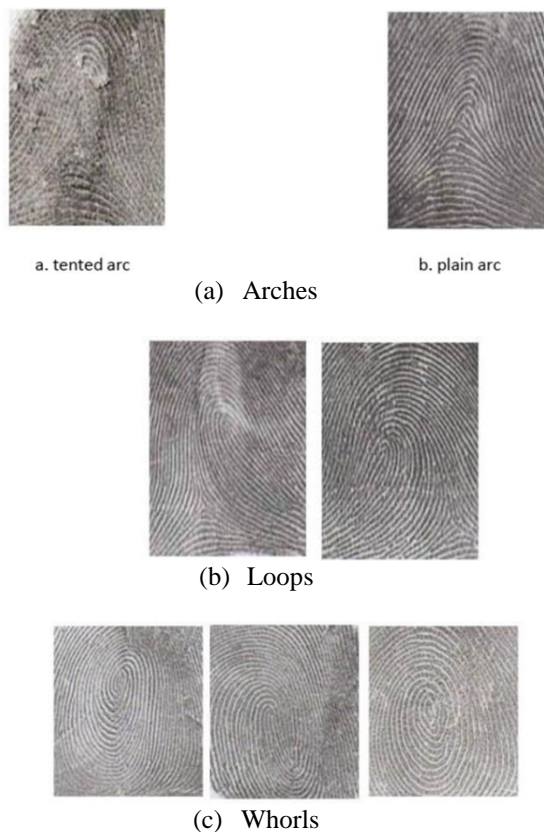 a. tented arc
b. plain arc
(a) Arches
(b) Loops
(c) Whorls